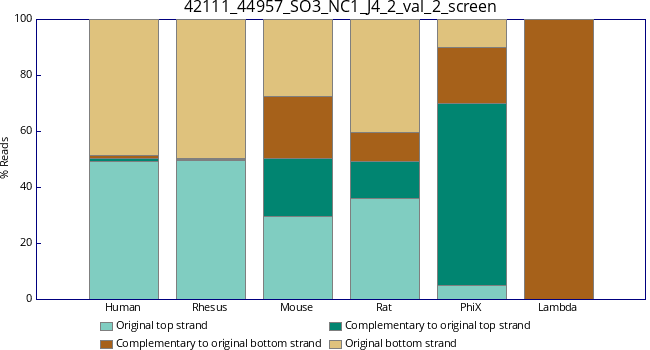 42111_44957_SO3_NC1_J4_2_val_2_screen
100
80
60
40
20
0
% Reads
Human Rhesus Mouse Rat PhiX Lambda
Original top strand Complementary to original top strand
Complementary to original bottom strand Original bottom strand